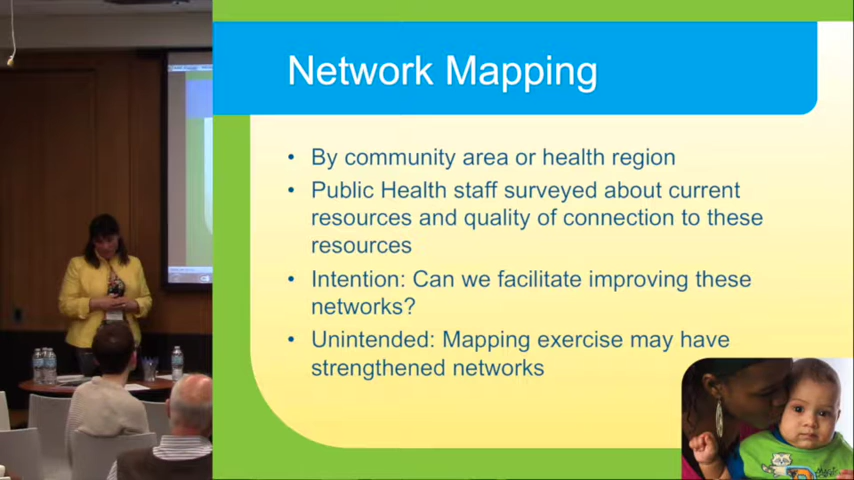 Network Mapping
• By community area or health region
• Public Health staff surveyed about current
resources and quality of connection to these
resources
• Intention: Can we facilitate improving these
networks?
• Unintended: Mapping exercise may have
strengthened networks